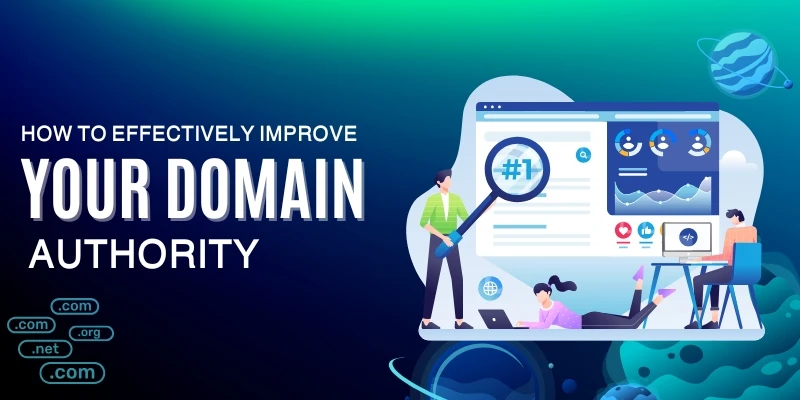 HOW TO EFFECTIVELY IMPROVE
YOUR DOMAIN
AUTHORITY
#1
</>
.com
.com
.org
.net
.com